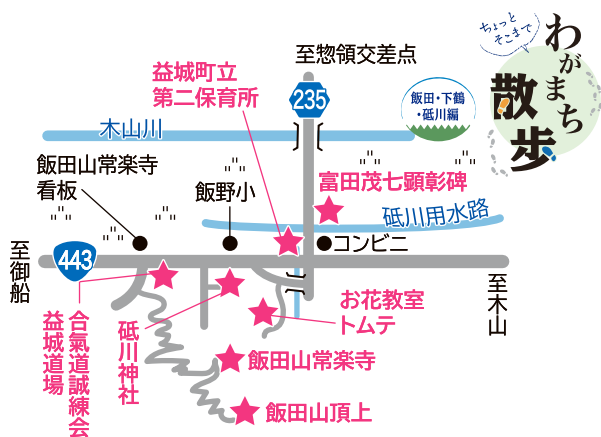 ちょっと
そこまで
わがまち
散歩
飯田・下鶴
・砥川編
至惣領交差点
益城町立
第二保育所
235
木山川
飯田山常楽寺
看板
飯野小
富田茂七顕彰碑
砥川用水路
コンビニ
至御船
443
至木山
お花教室
トムテ
合氣道誠練会
益城道場
砥川神社
飯田山常楽寺
飯田山頂上